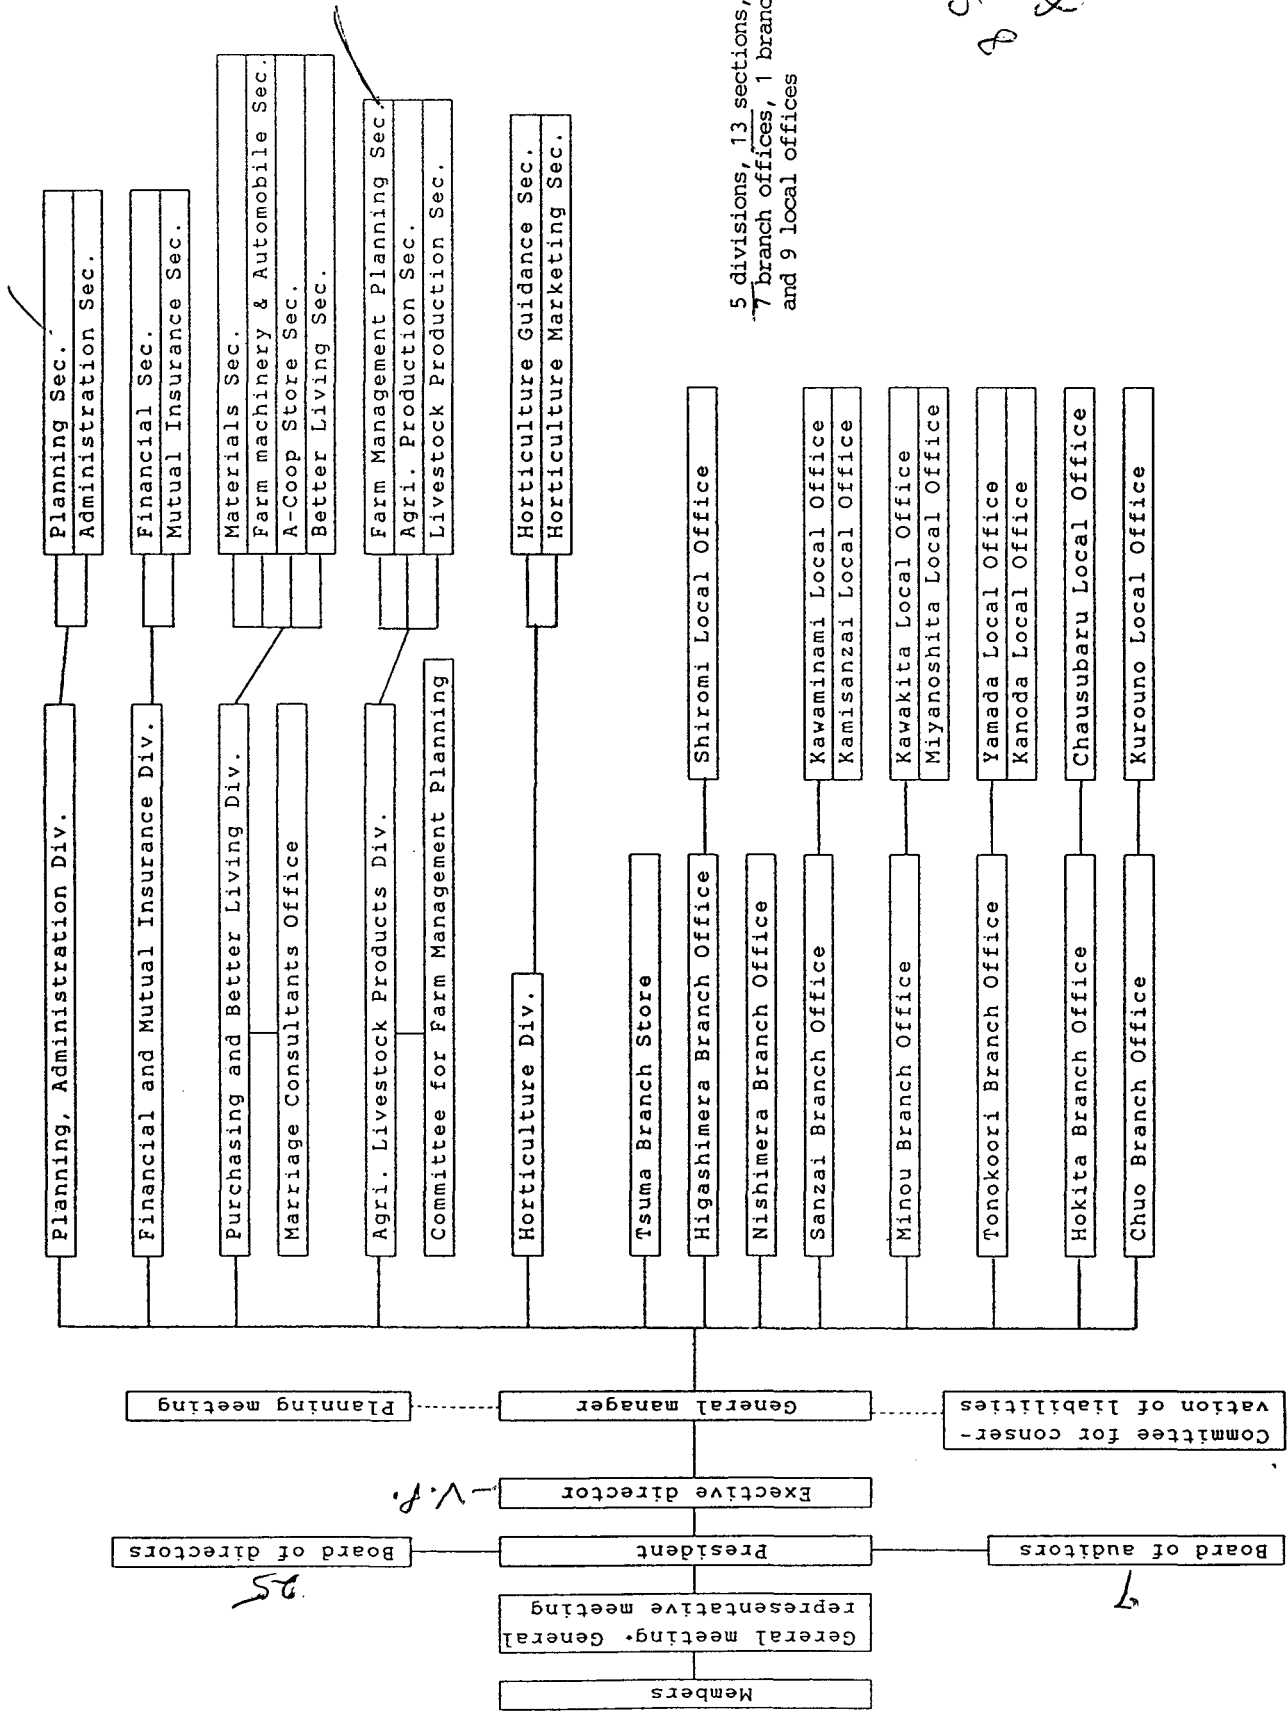 Members
Gereral meeting· General
representative meeting
Board of directors
25
President
Board of auditors
7
Exective director
-V.P.
Planning meeting
General manager
Committee for conser-
vation of liabilities
Planning, Administration Div.
Planning Sec.
Administration Sec.
Financial and Mutual Insurance Div.
Financial Sec.
Mutual Insurance Sec.
Purchasing and Better Living Div.
Marriage Consultants Office
Materials Sec.
Farm machinery & Automobile Sec.
A-Coop Store Sec.
Better Living Sec.
Agri. Livestock Products Div.
Committee for Farm Management Planning
Farm Management Planning Sec.
Agri. Production Sec.
Livestock Production Sec.
Horticulture Div.
Horticulture Guidance Sec.
Horticulture Marketing Sec.
Tsuma Branch Store
Higashimera Branch Office
Shiromi Local Office
Nishimera Branch Office
Sanzai Branch Office
Kawaminami Local Office
Kamisanzai Local Office
Minou Branch Office
Kawakita Local Office
Miyanoshita Local Office
Tonokoori Branch Office
Yamada Local Office
Kanoda Local Office
Hokita Branch Office
Chausubaru Local Office
Chuo Branch Office
Kurouno Local Office
5 divisions, 13 sections,
7 branch offices, 1 branc
and 9 local offices
8